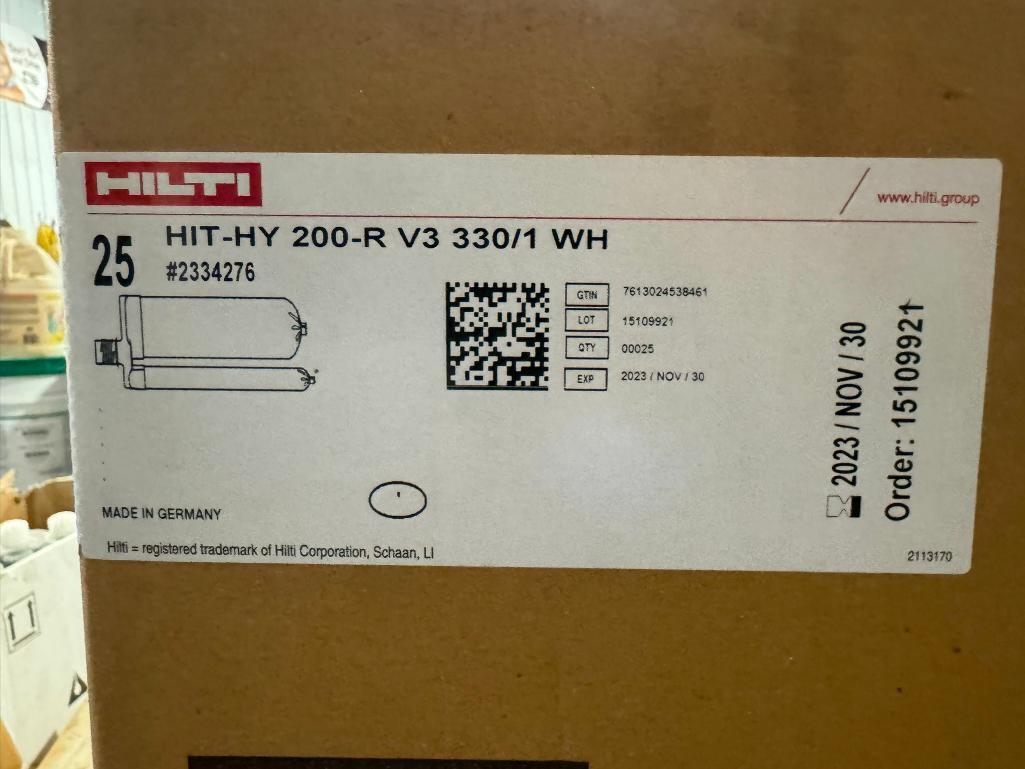 HILTI
www.hilti.group
25
HIT-HY 200-R V3 330/1 WH
#2334276
GTIN 7613024538461
LOT 15109921
QTY 00025
EXP 2023 / NOV / 30
2023 / NOV / 30
Order: 15109921
MADE IN GERMANY
Hilti = registered trademark of Hilti Corporation, Schaan, LI
2113170